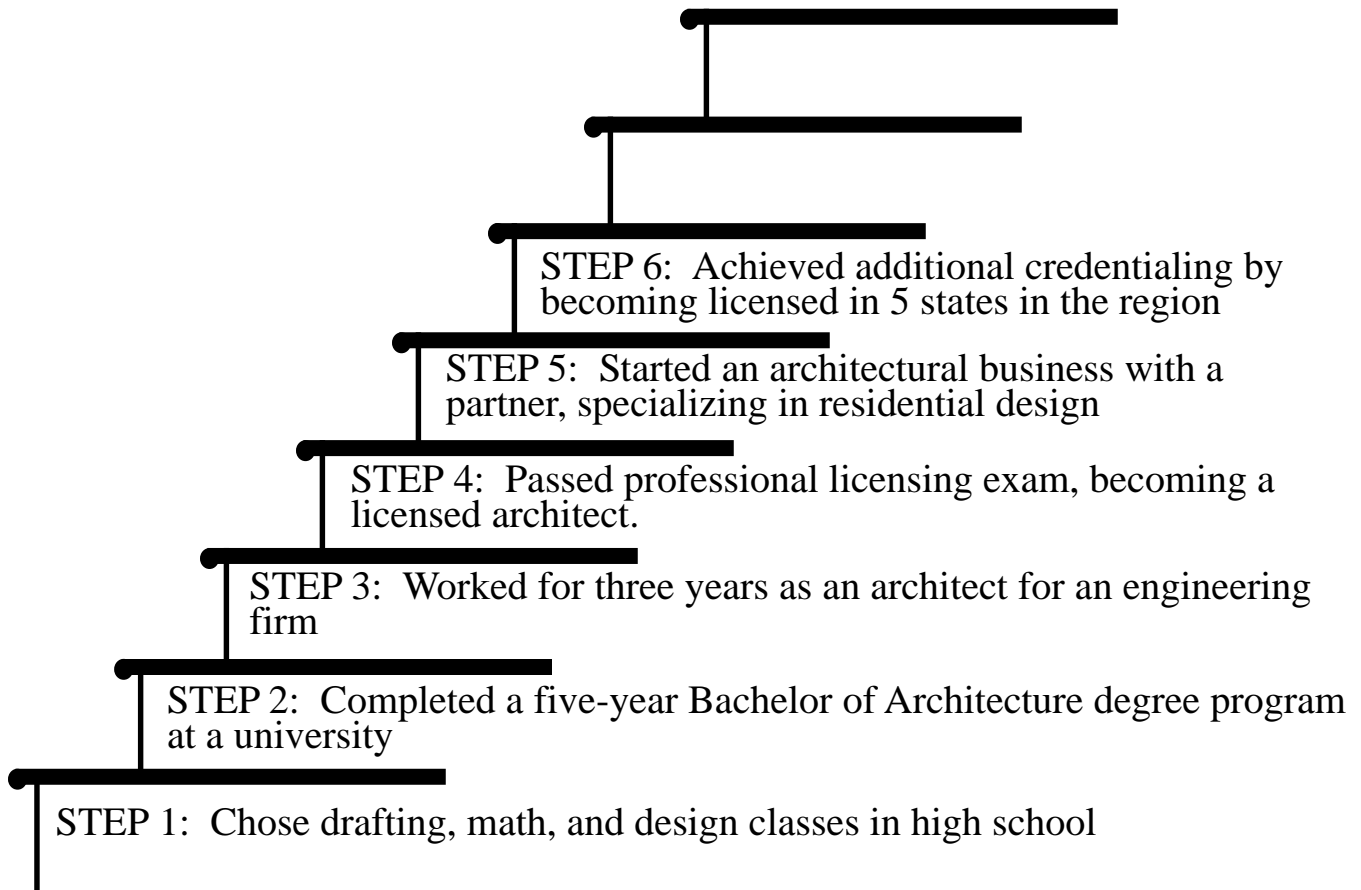 STEP 6:  Achieved additional credentialing by
becoming licensed in 5 states in the region
STEP 5:  Started an architectural business with a
partner, specializing in residential design
STEP 4:  Passed professional licensing exam, becoming a
licensed architect.
STEP 3:  Worked for three years as an architect for an engineering
firm
STEP 2:  Completed a five-year Bachelor of Architecture degree program
at a university
STEP 1:  Chose drafting, math, and design classes in high school